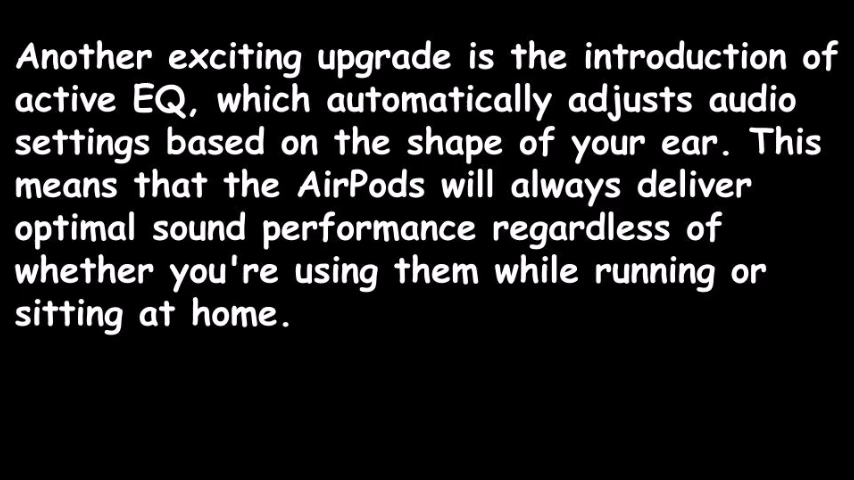 Another exciting upgrade is the introduction of
active EQ, which automatically adjusts audio
settings based on the shape of your ear. This
means that the AirPods will always deliver
optimal sound performance regardless of
whether you're using them while running or
sitting at home.